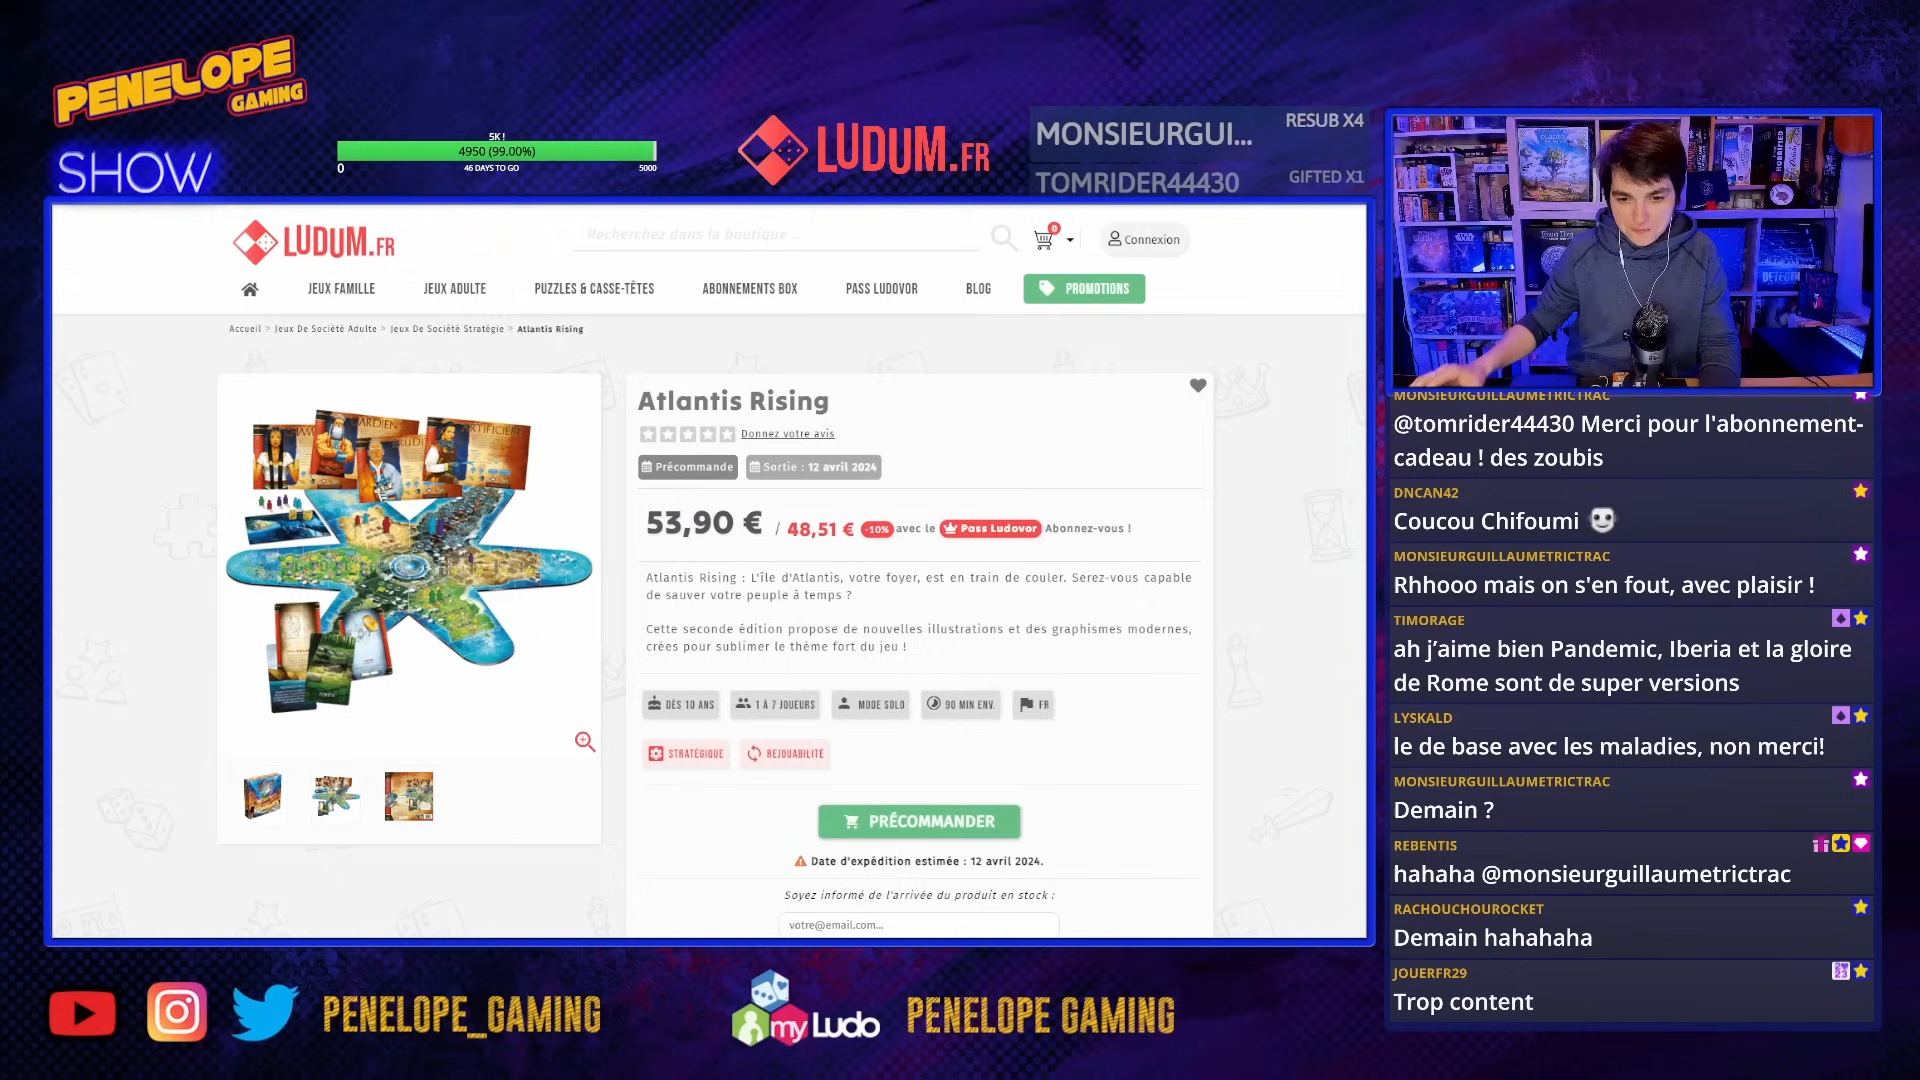 PENELOPE
GAMING
SHOW
5K !
4950 (99.00%)
0
46 DAYS TO GO
5000
LUDUM.FR
MONSIEURGUI...
RESUB X4
TOMRIDER44430
GIFTED X1
LUDUM.FR
Recherchez dans la boutique ...
0
Connexion
JEUX FAMILLE
JEUX ADULTE
PUZZLES & CASSE-TÊTES
ABONNEMENTS BOX
PASS LUDOVOR
BLOG
PROMOTIONS
Accueil > Jeux De Société Adulte > Jeux De Société Stratégie > Atlantis Rising
Atlantis Rising
Donnez votre avis
Précommande
Sortie : 12 avril 2024
53,90 € / 48,51 € -10% avec le Pass Ludovor Abonnez-vous !
Atlantis Rising : L'île d'Atlantis, votre foyer, est en train de couler. Serez-vous capable
de sauver votre peuple à temps ?
Cette seconde édition propose de nouvelles illustrations et des graphismes modernes,
crées pour sublimer le thème fort du jeu !
DÈS 10 ANS
1 À 7 JOUEURS
MODE SOLO
90 MIN ENV.
FR
STRATÉGIQUE
REJOUABILITÉ
PRÉCOMMANDER
Date d'expédition estimée : 12 avril 2024.
Soyez informé de l'arrivée du produit en stock :
votre@email.com...
MONSIEURGUILLAUMETRICTRAC
@tomrider44430 Merci pour l'abonnement-
cadeau ! des zoubis
DNCAN42
Coucou Chifoumi
MONSIEURGUILLAUMETRICTRAC
Rhhooo mais on s'en fout, avec plaisir !
TIMORAGE
ah j’aime bien Pandemic, Iberia et la gloire
de Rome sont de super versions
LYSKALD
le de base avec les maladies, non merci!
MONSIEURGUILLAUMETRICTRAC
Demain ?
REBENTIS
hahaha @monsieurguillaumetrictrac
RACHOUCHOUROCKET
Demain hahahaha
JOUERFR29
Trop content
PENELOPE_GAMING
myLudo
PENELOPE GAMING